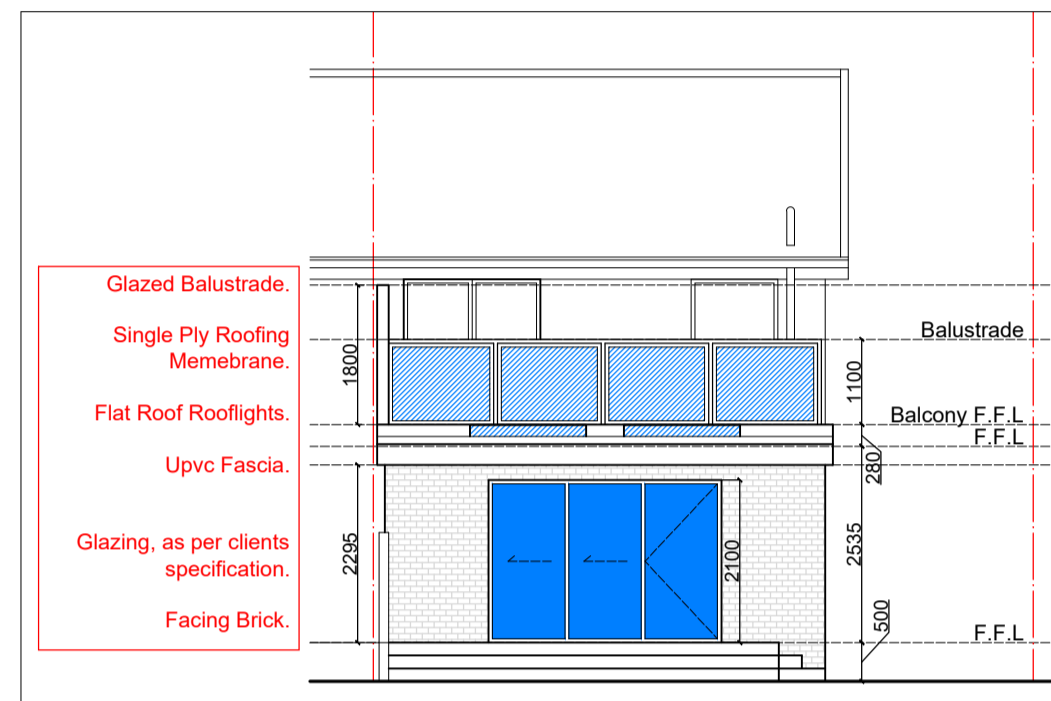 Glazed Balustrade.
Single Ply Roofing
Memebrane.
Flat Roof Rooflights.
Upvc Fascia.
Glazing, as per clients
specification.
Facing Brick.
1800
2295
2100
Balustrade
1100
Balcony F.F.L
F.F.L
280
2535
500
F.F.L